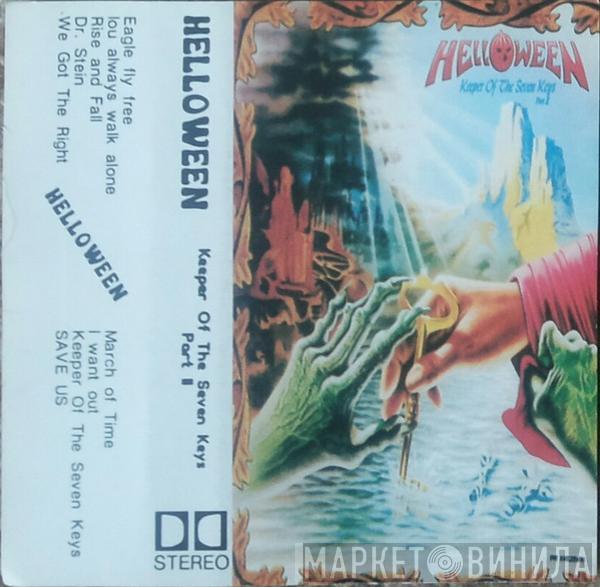 Eagle fly free
Iou always walk alone
Rise and Fall
Dr. Stein
We Got The Right
HELLOWEEN
March of Time
I want out
Keeper Of The Seven Keys
SAVE US
HELLOWEEN
Keeper Of The Seven Keys
Part II
STEREO
HELLOWEEN
Keeper Of The Seven Keys
Part II
МАРКЕТ ВИНИЛА